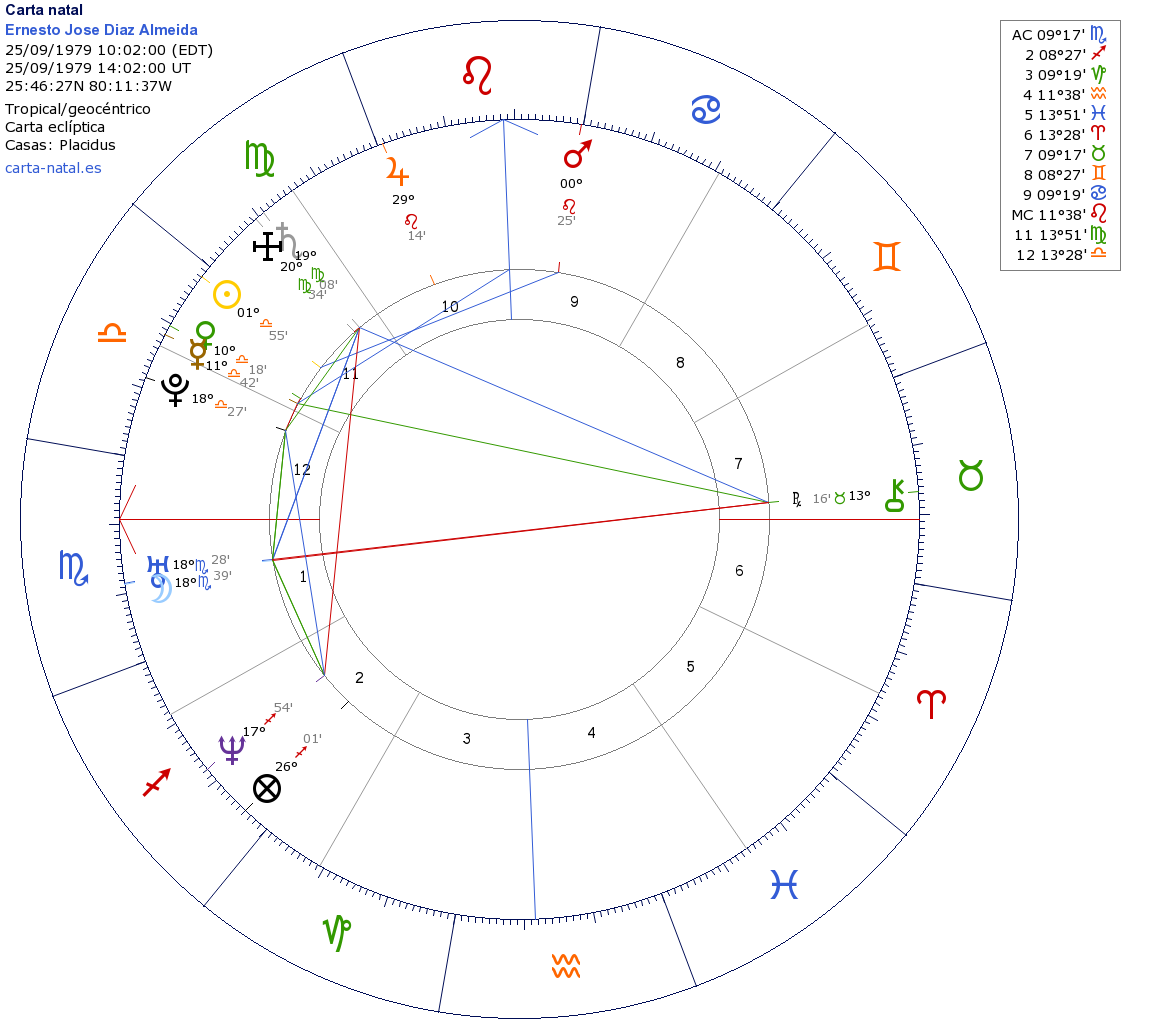 Carta natal
Ernesto Jose Diaz Almeida
25/09/1979 10:02:00 (EDT)
25/09/1979 14:02:00 UT
25:46:27N 80:11:37W
Tropical/geocéntrico
Carta eclíptica
Casas: Placidus
carta-natal.es
AC 09°17' ♏
2 08°27' ♐
3 09°19' ♑
4 11°38' ♒
5 13°51' ♓
6 13°28' ♈
7 09°17' ♉
8 08°27' ♊
9 09°19' ♋
MC 11°38' ♌
11 13°51' ♍
12 13°28' ♎
♌
♋
♍
♊
♎
♉
♏
♈
♐
♓
♑
♒
♂ 00° ♌ 25'
♃ 29° ♌ 14'
♄ 19° ♍ 08'
20° ♍ 34'
☉ 01° ♎ 55'
♀ 10° ♎ 18'
☿ 11° ♎ 42'
18° ♎ 27'
♅ 18° ♏ 28'
☽ 18° ♏ 39'
♆ 17° ♐ 54'
⊗ 26° ♐ 01'
℞ 16' ♉ 13° ⚷
10
9
8
11
7
12
1
6
2
5
3
4